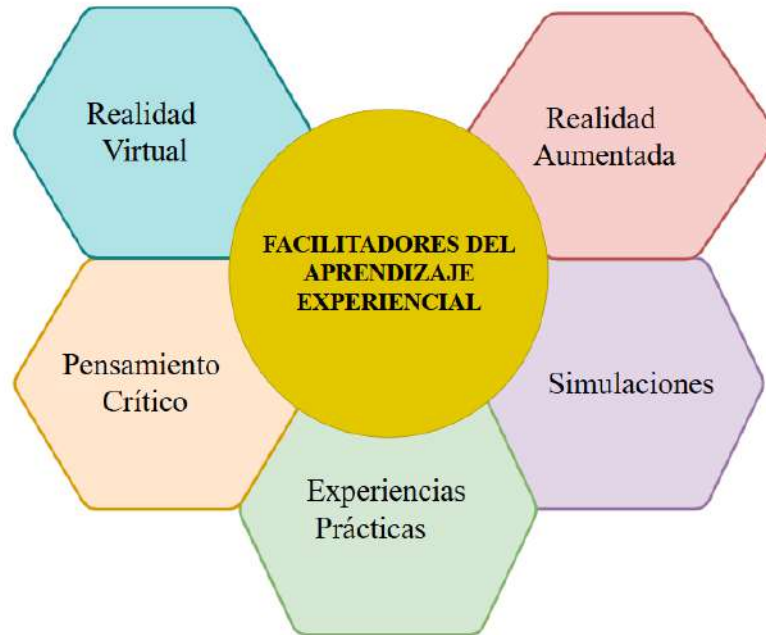 Realidad
Virtual
Realidad
Aumentada
FACILITADORES DEL
APRENDIZAJE
EXPERIENCIAL
Pensamiento
Crítico
Simulaciones
Experiencias
Prácticas